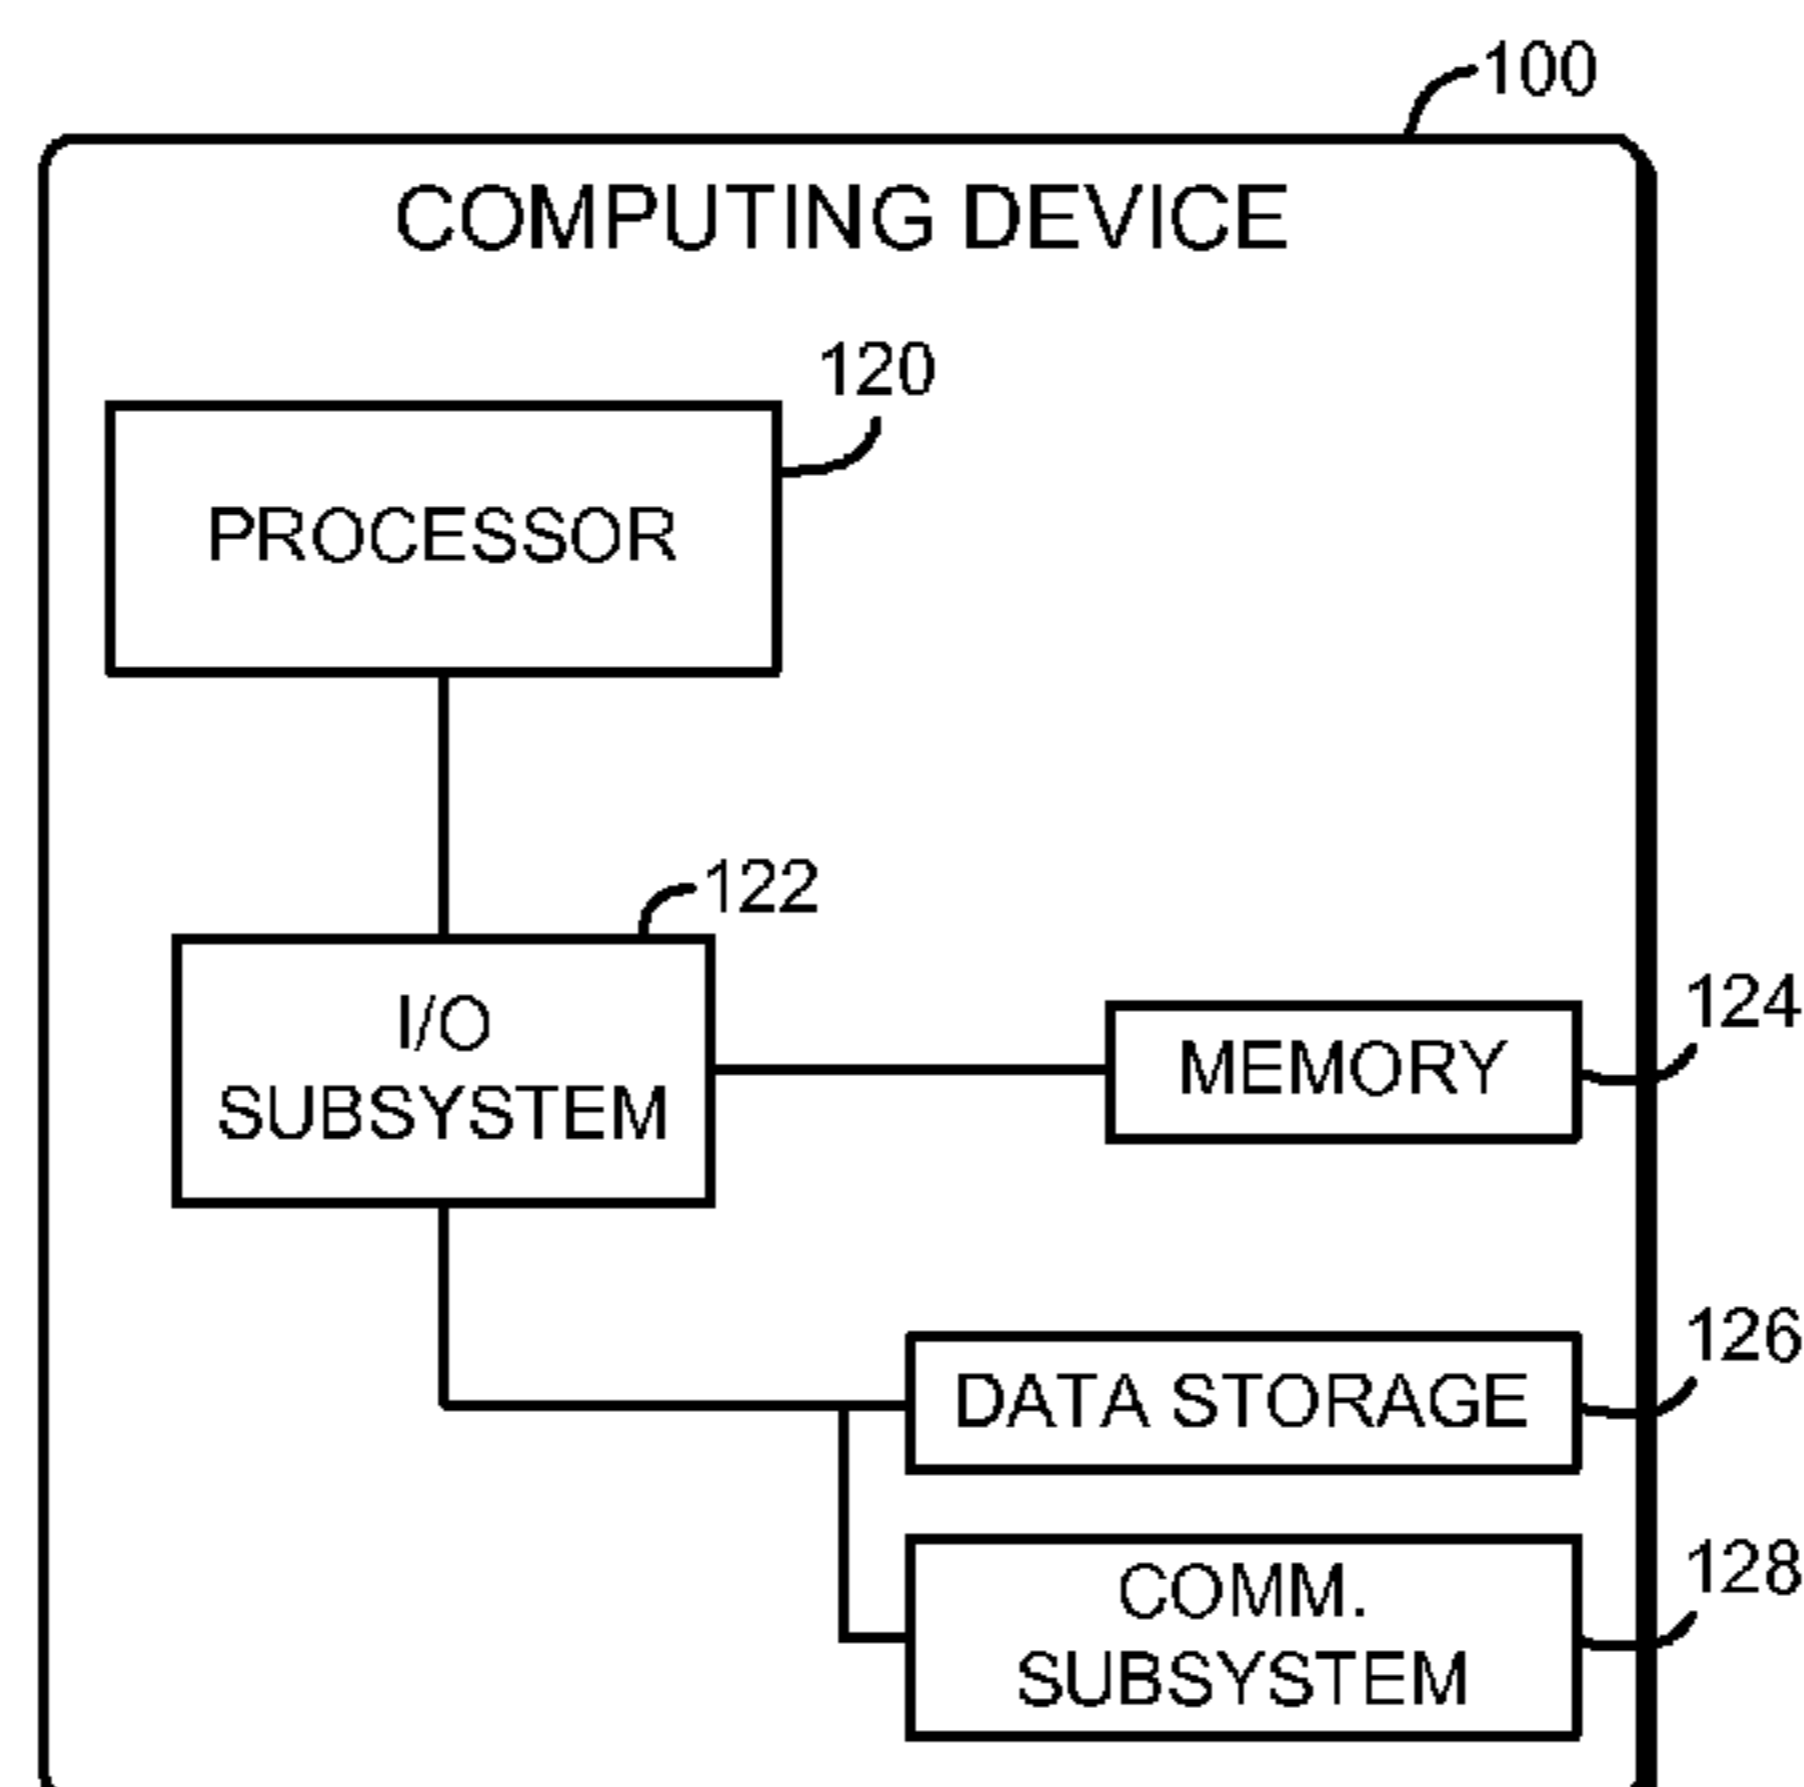 100
COMPUTING DEVICE
120
PROCESSOR
122
I/O
SUBSYSTEM
124
MEMORY
126
DATA STORAGE
128
COMM.
SUBSYSTEM